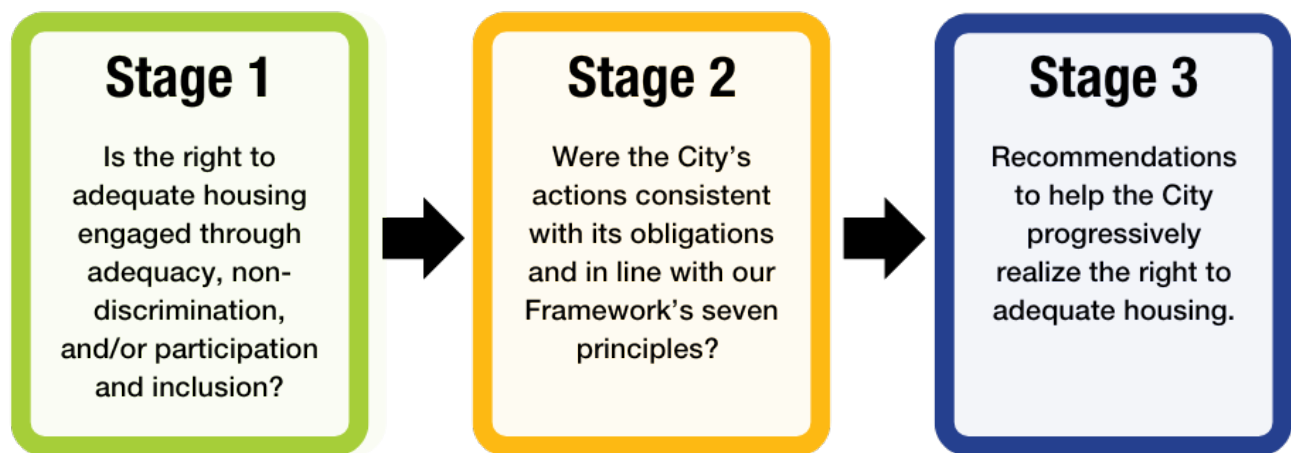 Stage 1
Is the right to
adequate housing
engaged through
adequacy, non-
discrimination,
and/or participation
and inclusion?
Stage 2
Were the City’s
actions consistent
with its obligations
and in line with our
Framework’s seven
principles?
Stage 3
Recommendations
to help the City
progressively
realize the right to
adequate housing.